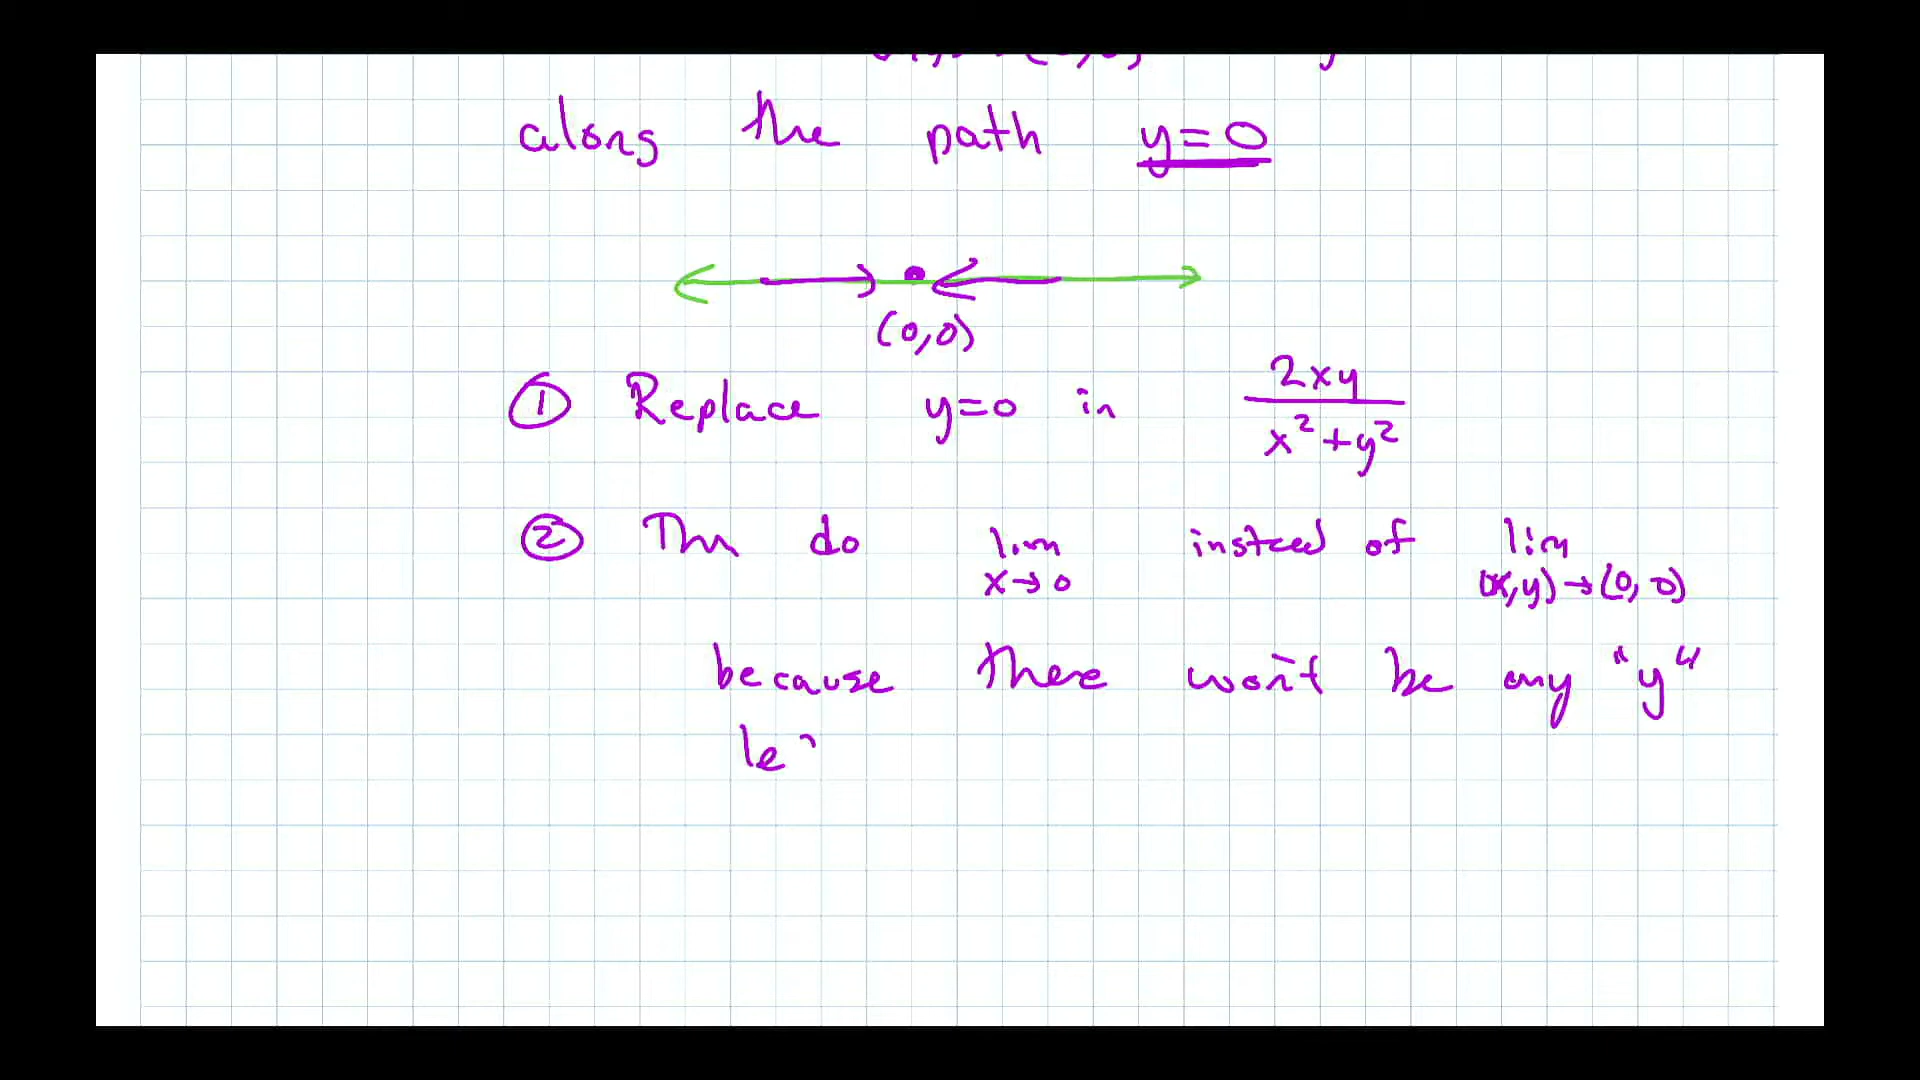 along the path y=0
(0,0)
① Replace y=0 in 2xy / x²+y²
② Then do lim x→0 instead of lim (x,y)→(0,0)
because there won't be any "y"
le